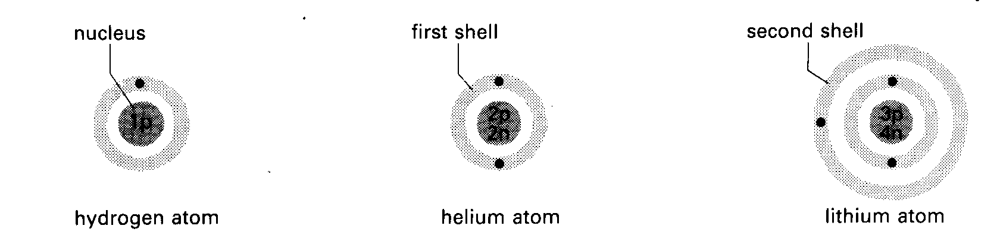 nucleus
first shell
second shell
1p
2p
2n
3p
4n
hydrogen atom
helium atom
lithium atom